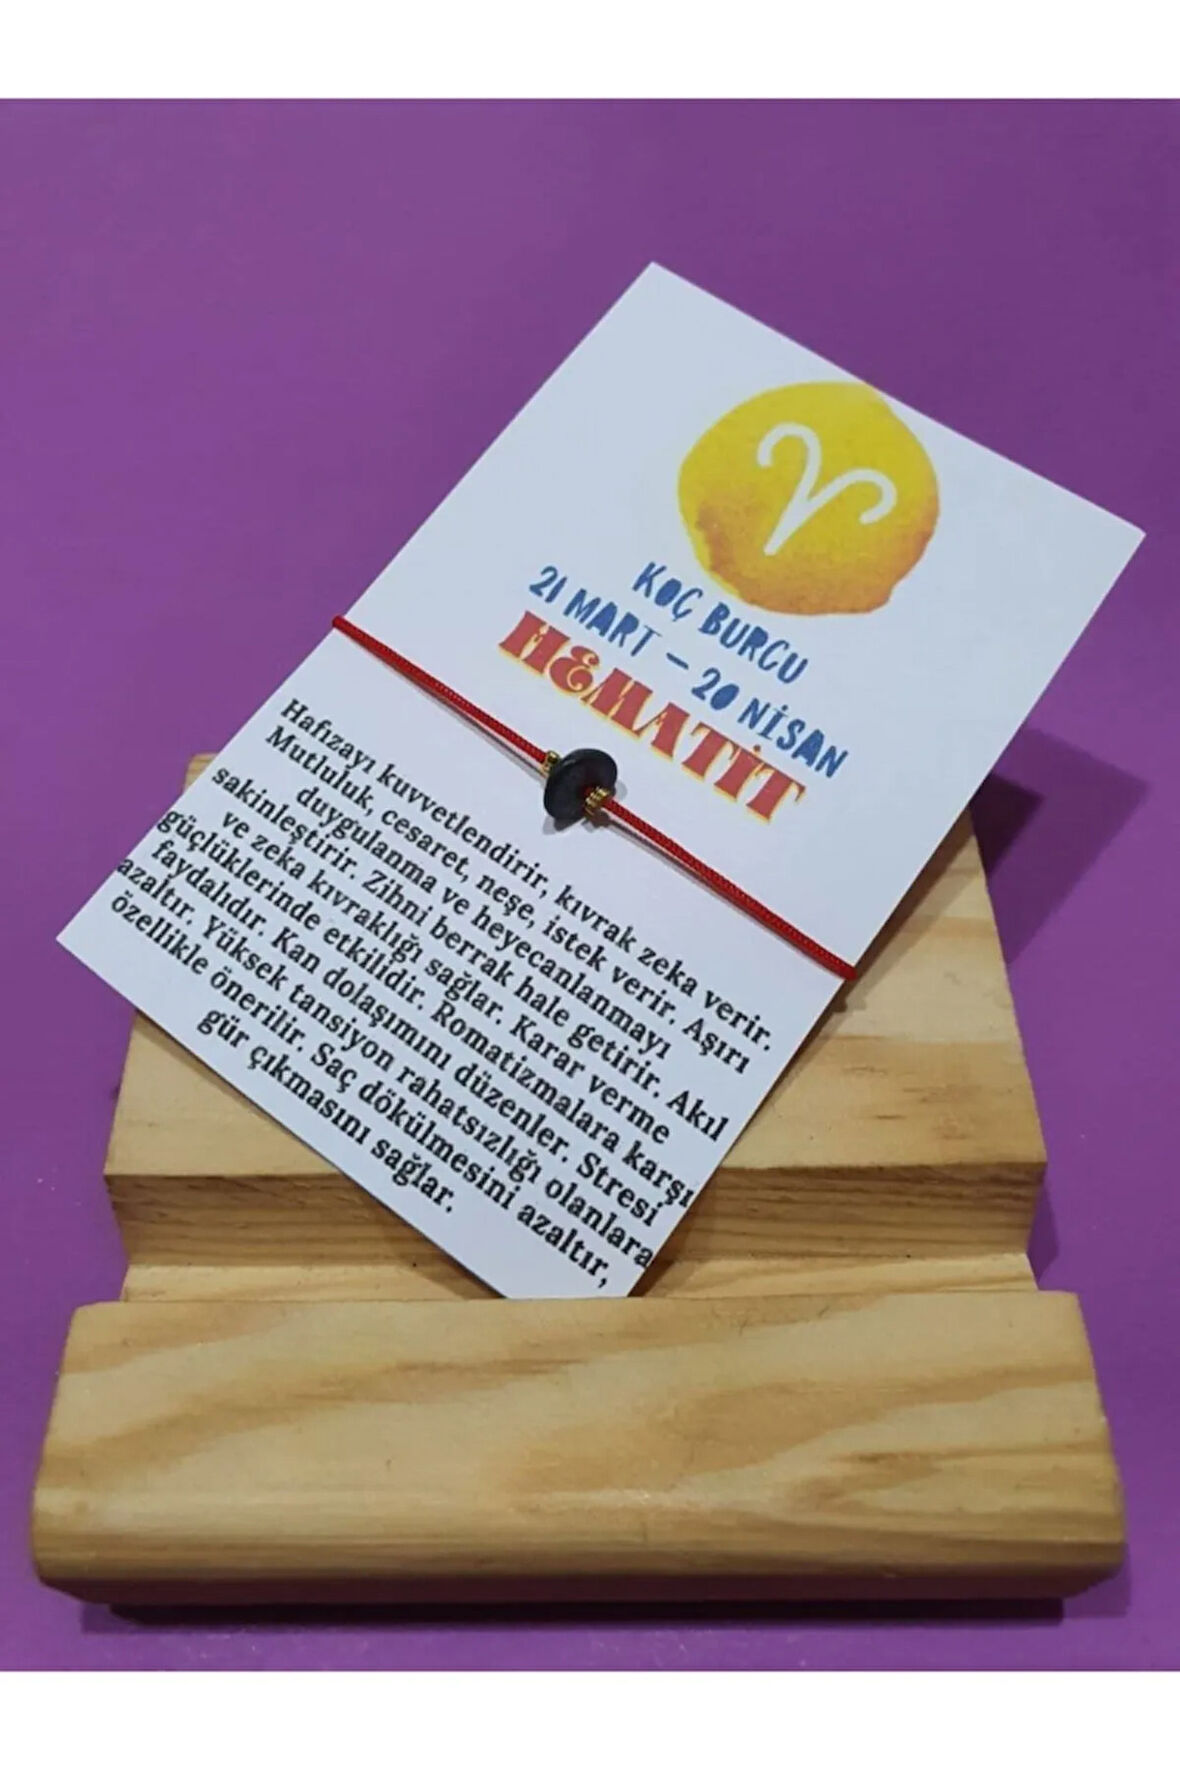 KOÇ BURCU
21 MART – 20 NİSAN
HEMATİT
Hafızayı kuvvetlendirir, kıvrak zeka verir.
Mutluluk, cesaret, neşe, istek verir. Aşırı
duygulanma ve heyecanlanmayı
sakinleştirir. Zihni berrak hale getirir. Akıl
ve zeka kıvraklığı sağlar. Karar verme
güçlüklerinde etkilidir. Romatizmalara karşı
faydalıdır. Kan dolaşımını düzenler. Stresi
azaltır. Yüksek tansiyon rahatsızlığı olanlara
özellikle önerilir. Saç dökülmesini azaltır,
gür çıkmasını sağlar.